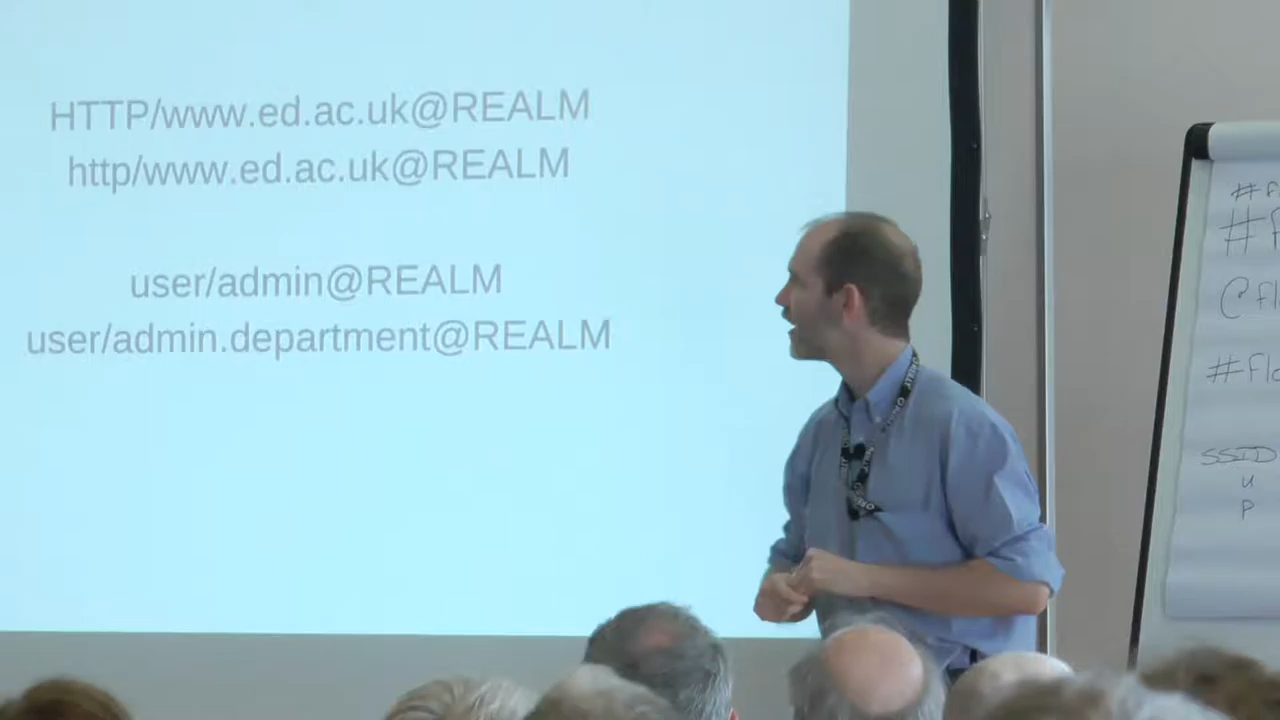 HTTP/www.ed.ac.uk@REALM
http/www.ed.ac.uk@REALM
user/admin@REALM
user/admin.department@REALM
SSID
U
P